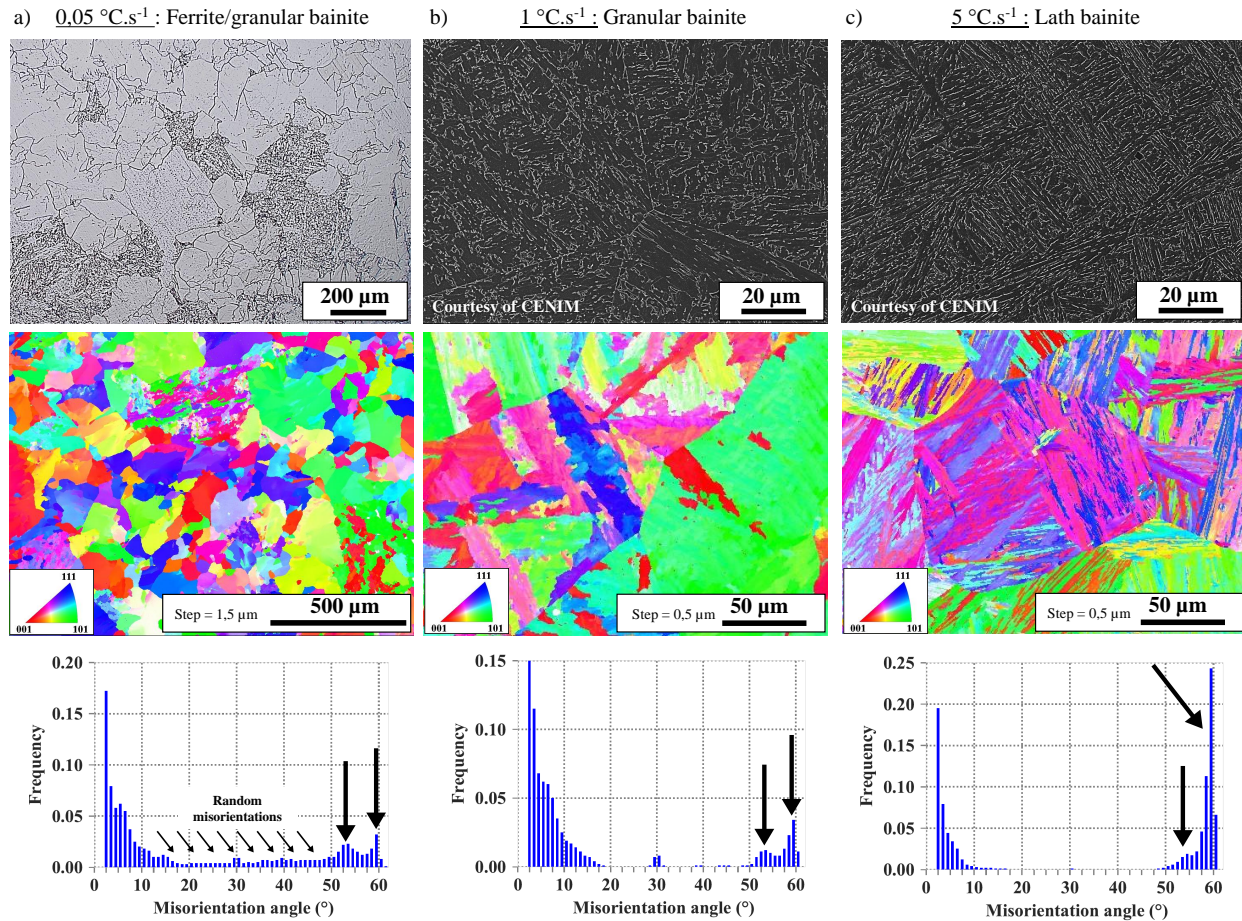 a) 0,05 °C.s⁻¹ : Ferrite/granular bainite
b) 1 °C.s⁻¹ : Granular bainite
c) 5 °C.s⁻¹ : Lath bainite
200 µm
Courtesy of CENIM
20 µm
Courtesy of CENIM
20 µm
111
001
101
Step = 1,5 µm
500 µm
111
001
101
Step = 0,5 µm
50 µm
111
001
101
Step = 0,5 µm
50 µm
Frequency
0.20
0.15
0.10
0.05
0.00
Random
misorientations
0 10 20 30 40 50 60
Misorientation angle (°)
Frequency
0.15
0.10
0.05
0.00
0 10 20 30 40 50 60
Misorientation angle (°)
Frequency
0.25
0.20
0.15
0.10
0.05
0.00
0 10 20 30 40 50 60
Misorientation angle (°)